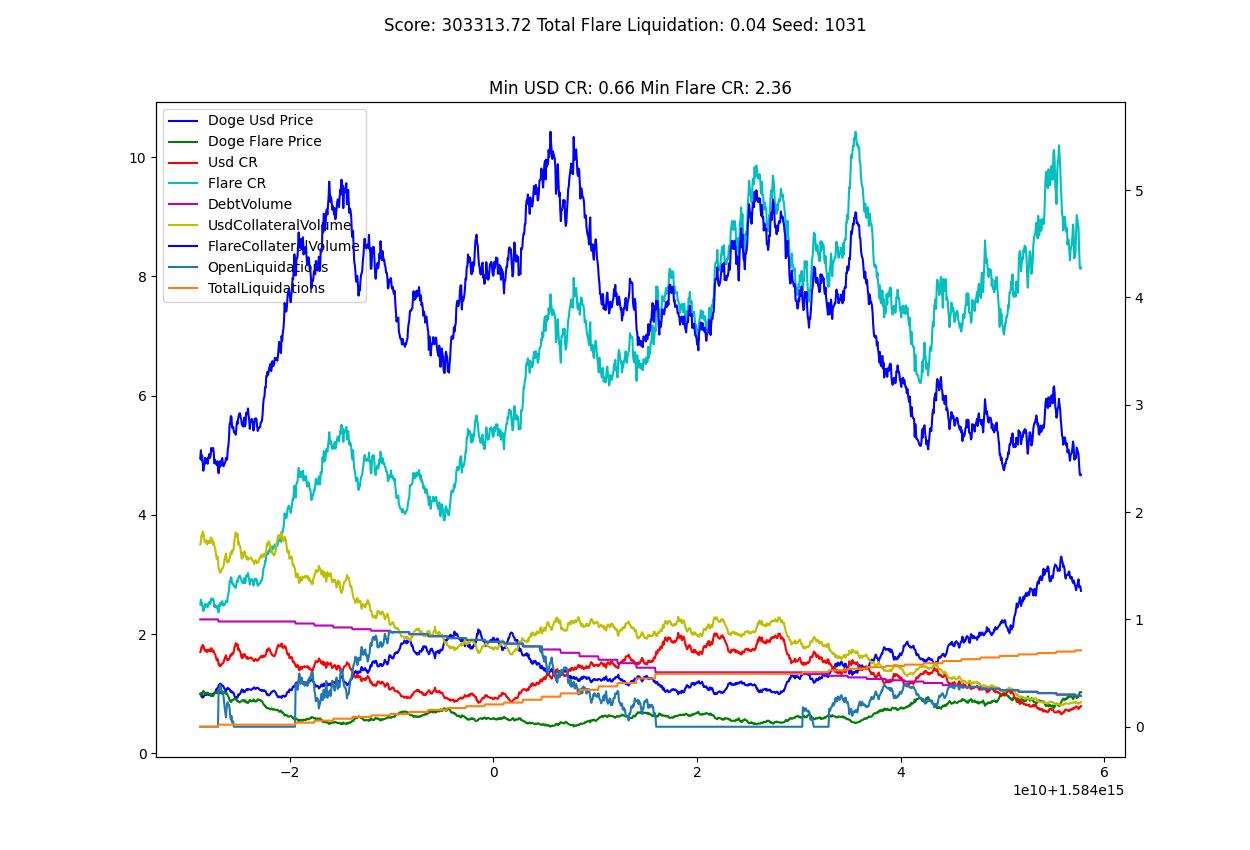 Score: 303313.72 Total Flare Liquidation: 0.04 Seed: 1031
Min USD CR: 0.66 Min Flare CR: 2.36
Doge Usd Price
Doge Flare Price
Usd CR
Flare CR
DebtVolume
UsdCollateralVolume
FlareCollateralVolume
OpenLiquidations
TotalLiquidations
10
8
6
4
2
0
5
4
3
2
1
0
−2
0
2
4
6
1e10+1.584e15